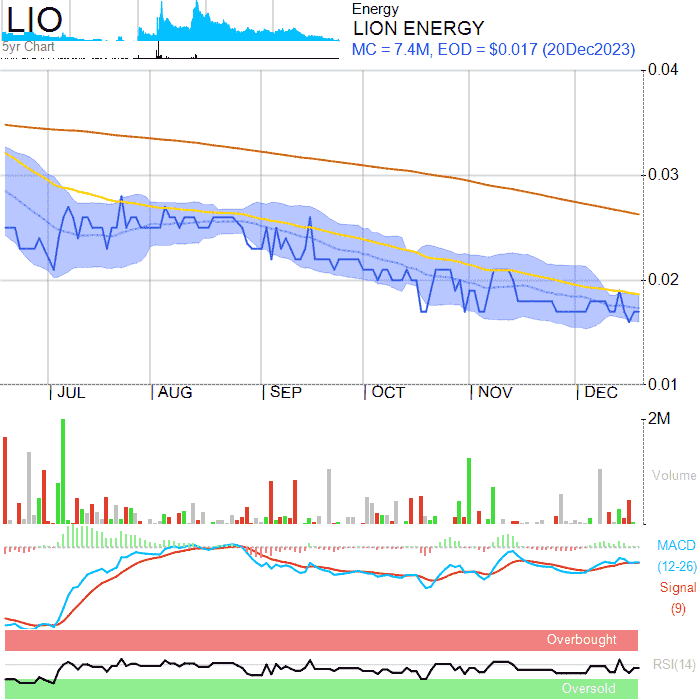 LIO
5yr Chart
Energy
LION ENERGY
MC = 7.4M, EOD = $0.017 (20Dec2023)
0.04
0.03
0.02
0.01
JUL AUG SEP OCT NOV DEC
2M
Volume
MACD
(12-26)
Signal
(9)
Overbought
RSI(14)
Oversold